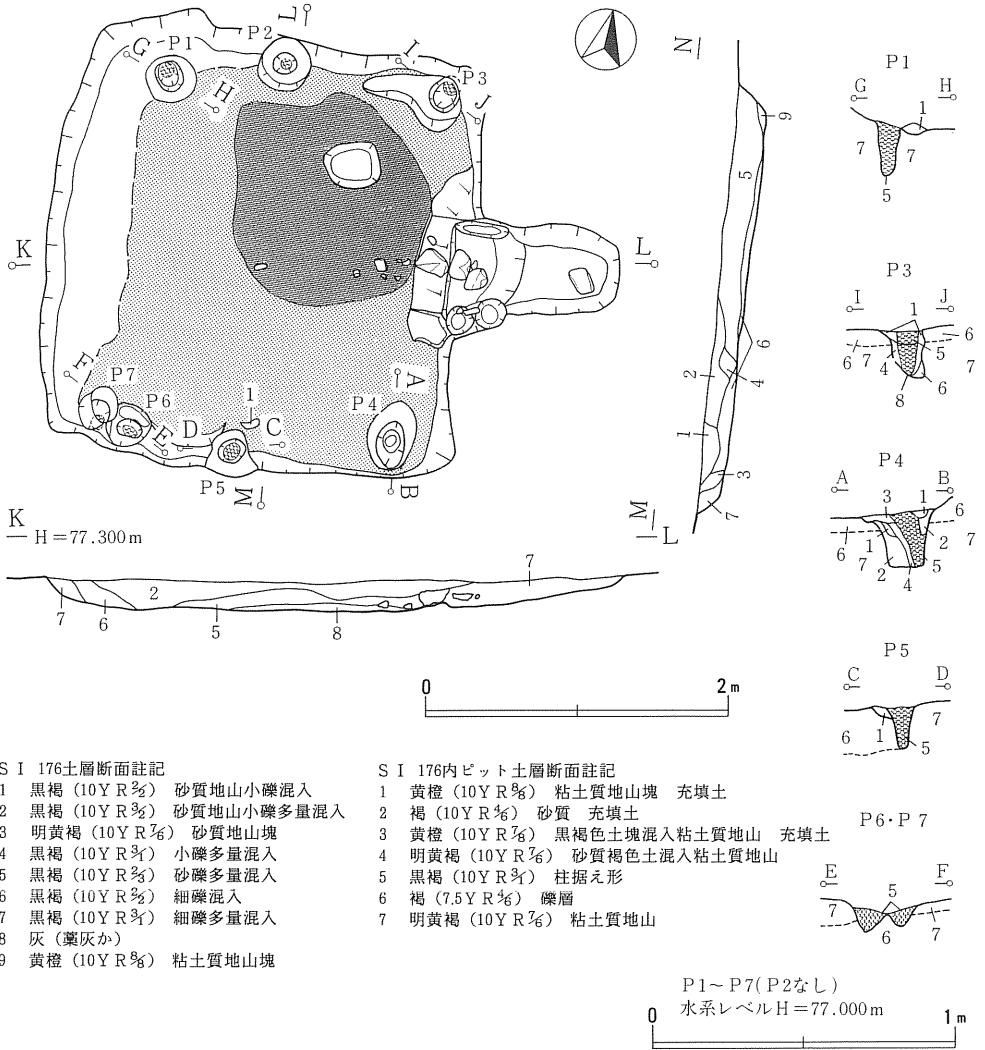 L
G
P1
P2
I
P3
H
J
K
L
F
P7
P6
1
P4
A
E
D
C
P5
M
B
N
9
5
6
2
4
1
3
7
M
K
L
H=77.300m
7
2
7
6
5
8
0
2m
P1
G
H
1
7
7
5
P3
I
1
J
6
6
7
4
5
7
8
6
P4
A
B
3
1
6
6
1
2
7
7
2
4
5
P5
C
D
7
6
1
5
P6・P7
E
5
F
7
6
7
S I 176土層断面註記
1 黒褐(10YR2/2) 砂質地山小礫混入
2 黒褐(10YR3/2) 砂質地山小礫多量混入
3 明黄褐(10YR7/6) 砂質地山塊
4 黒褐(10YR3/1) 小礫多量混入
5 黒褐(10YR2/3) 砂礫多量混入
6 黒褐(10YR2/2) 細礫混入
7 黒褐(10YR3/1) 細礫多量混入
8 灰(藁灰か)
9 黄橙(10YR8/8) 粘土質地山塊
S I 176内ピット土層断面註記
1 黄橙(10YR8/8) 粘土質地山塊 充填土
2 褐(10YR4/6) 砂質 充填土
3 黄橙(10YR7/8) 黒褐色土塊混入粘土質地山 充填土
4 明黄褐(10YR7/6) 砂質褐色土混入粘土質地山
5 黒褐(10YR3/1) 柱据え形
6 褐(7.5YR4/6) 礫層
7 明黄褐(10YR7/6) 粘土質地山
P1~P7(P2なし)
水系レベルH=77.000m
0
1m